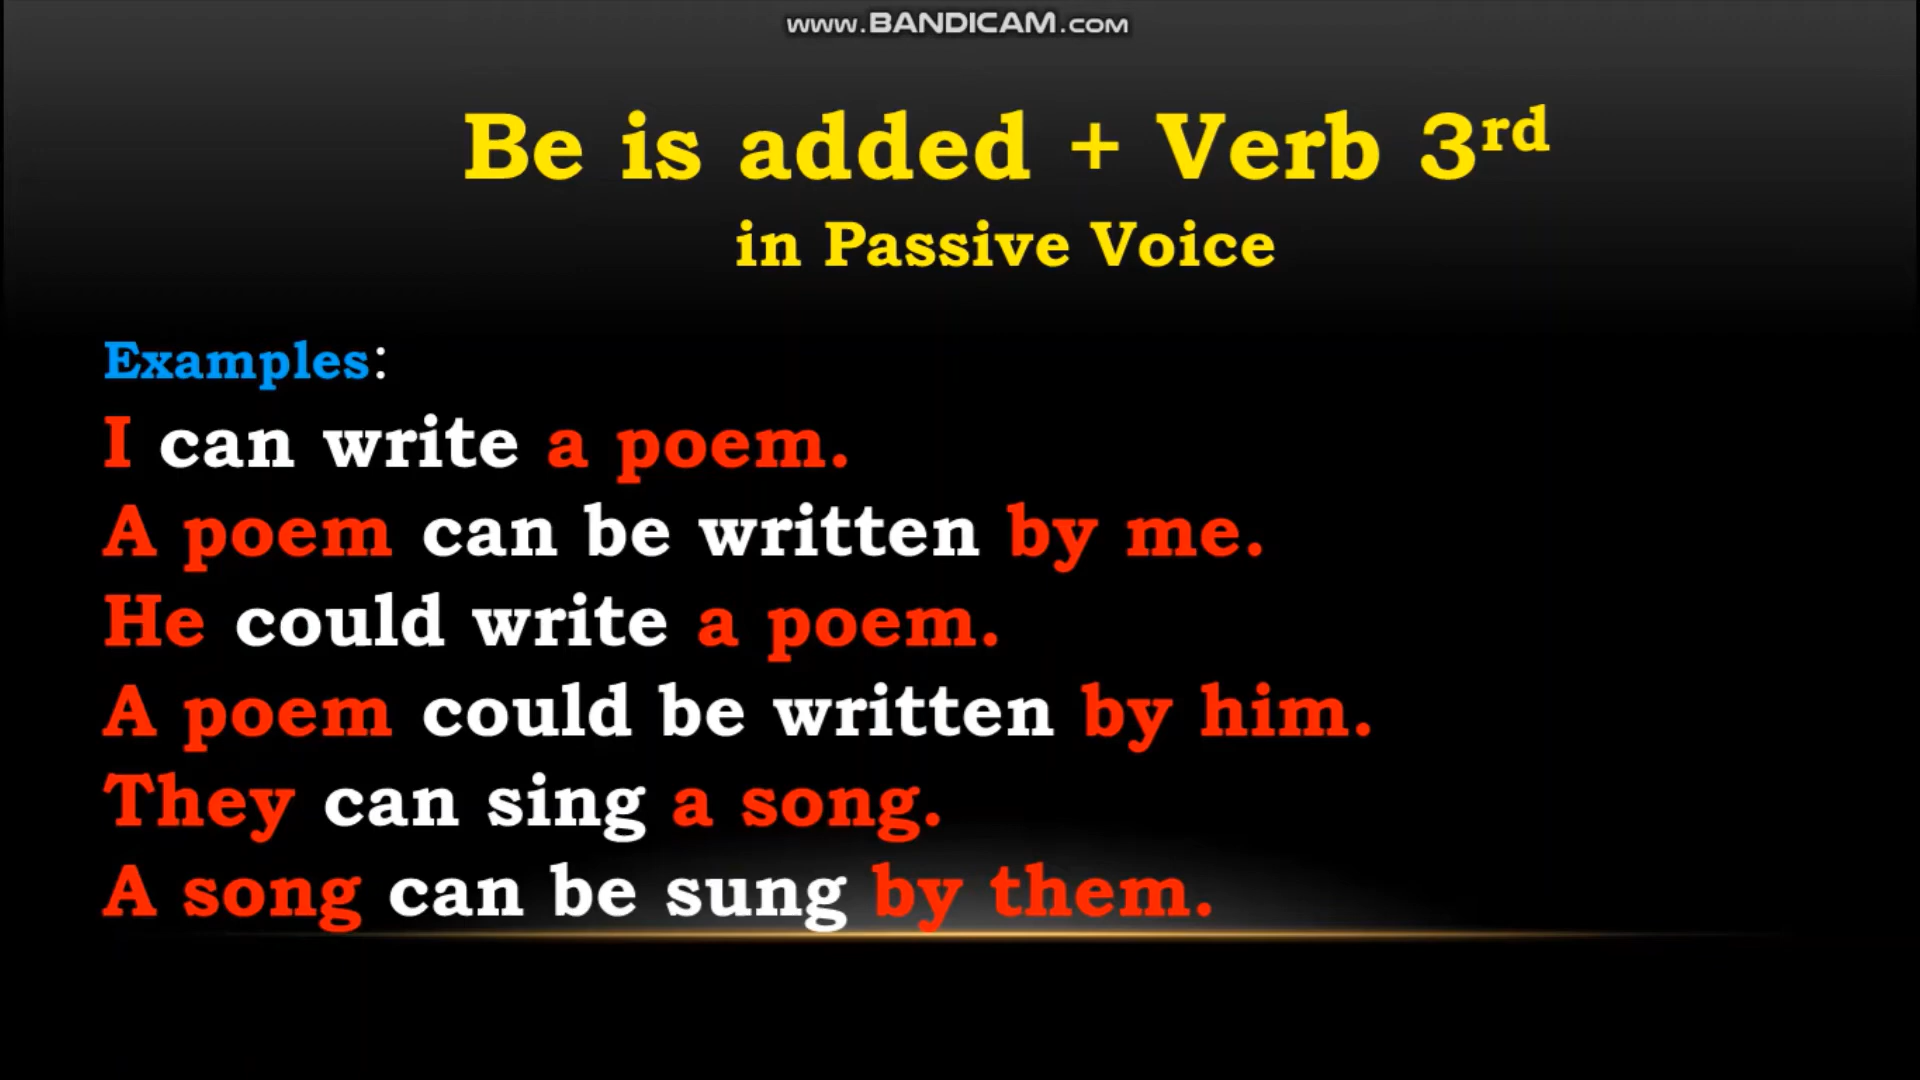 www.BANDICAM.com
Be is added + Verb 3rd
in Passive Voice
Examples:
I can write a poem.
A poem can be written by me.
He could write a poem.
A poem could be written by him.
They can sing a song.
A song can be sung by them.